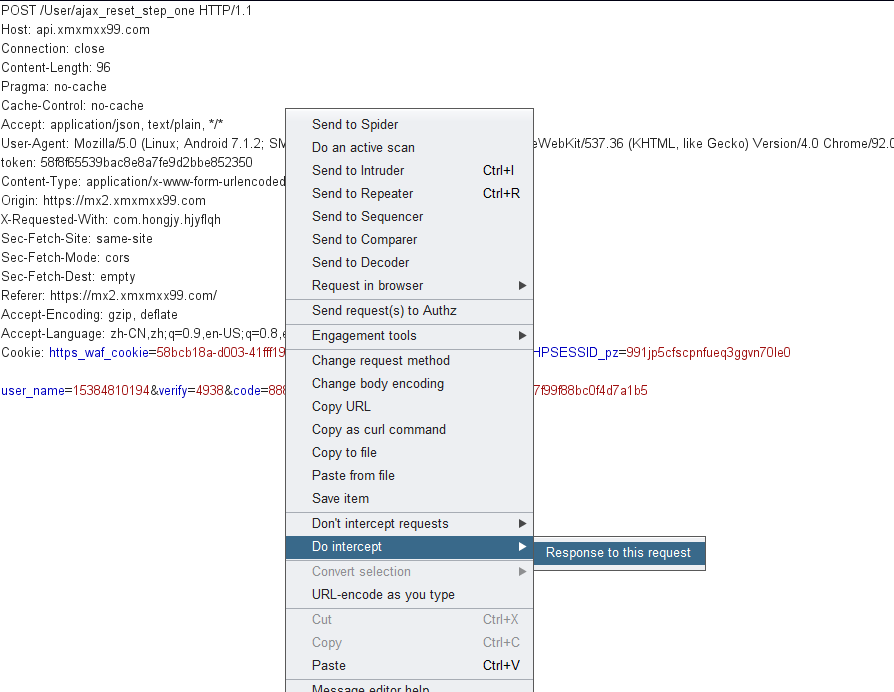 POST /User/ajax_reset_step_one HTTP/1.1
Host: api.xmxmxx99.com
Connection: close
Content-Length: 96
Pragma: no-cache
Cache-Control: no-cache
Accept: application/json, text/plain, */*
User-Agent: Mozilla/5.0 (Linux; Android 7.1.2; SM eWebKit/537.36 (KHTML, like Gecko) Version/4.0 Chrome/92.0
token: 58f8f65539bac8e8a7fe9d2bbe852350
Content-Type: application/x-www-form-urlencoded
Origin: https://mx2.xmxmxx99.com
X-Requested-With: com.hongjy.hjyflqh
Sec-Fetch-Site: same-site
Sec-Fetch-Mode: cors
Sec-Fetch-Dest: empty
Referer: https://mx2.xmxmxx99.com/
Accept-Encoding: gzip, deflate
Accept-Language: zh-CN,zh;q=0.9,en-US;q=0.8,e
Cookie: https_waf_cookie=58bcb18a-d003-41fff19 HPSESSID_pz=991jp5cfscpnfueq3ggvn70le0
user_name=15384810194&verify=4938&code=888 7f99f88bc0f4d7a1b5
Send to Spider
Do an active scan
Send to Intruder Ctrl+I
Send to Repeater Ctrl+R
Send to Sequencer
Send to Comparer
Send to Decoder
Request in browser
Send request(s) to Authz
Engagement tools
Change request method
Change body encoding
Copy URL
Copy as curl command
Copy to file
Paste from file
Save item
Don't intercept requests
Do intercept
Response to this request
Convert selection
URL-encode as you type
Cut Ctrl+X
Copy Ctrl+C
Paste Ctrl+V
Message editor help